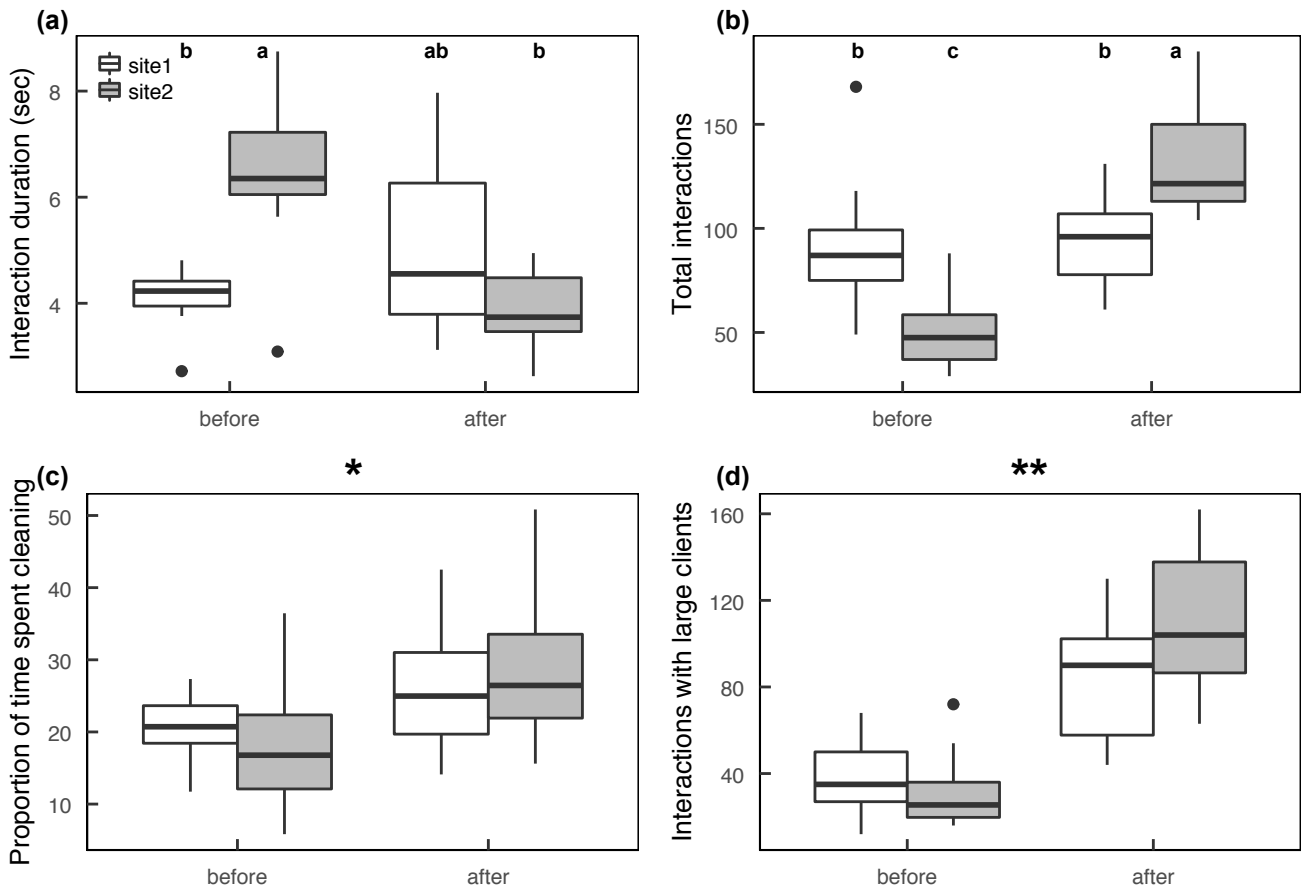 (a)
b a ab b
site1
site2
Interaction duration (sec)
8
6
4
before after
(b)
b c b a
Total interactions
150
100
50
before after
(c)
*
Proportion of time spent cleaning
50
40
30
20
10
before after
(d)
**
Interactions with large clients
160
120
80
40
before after